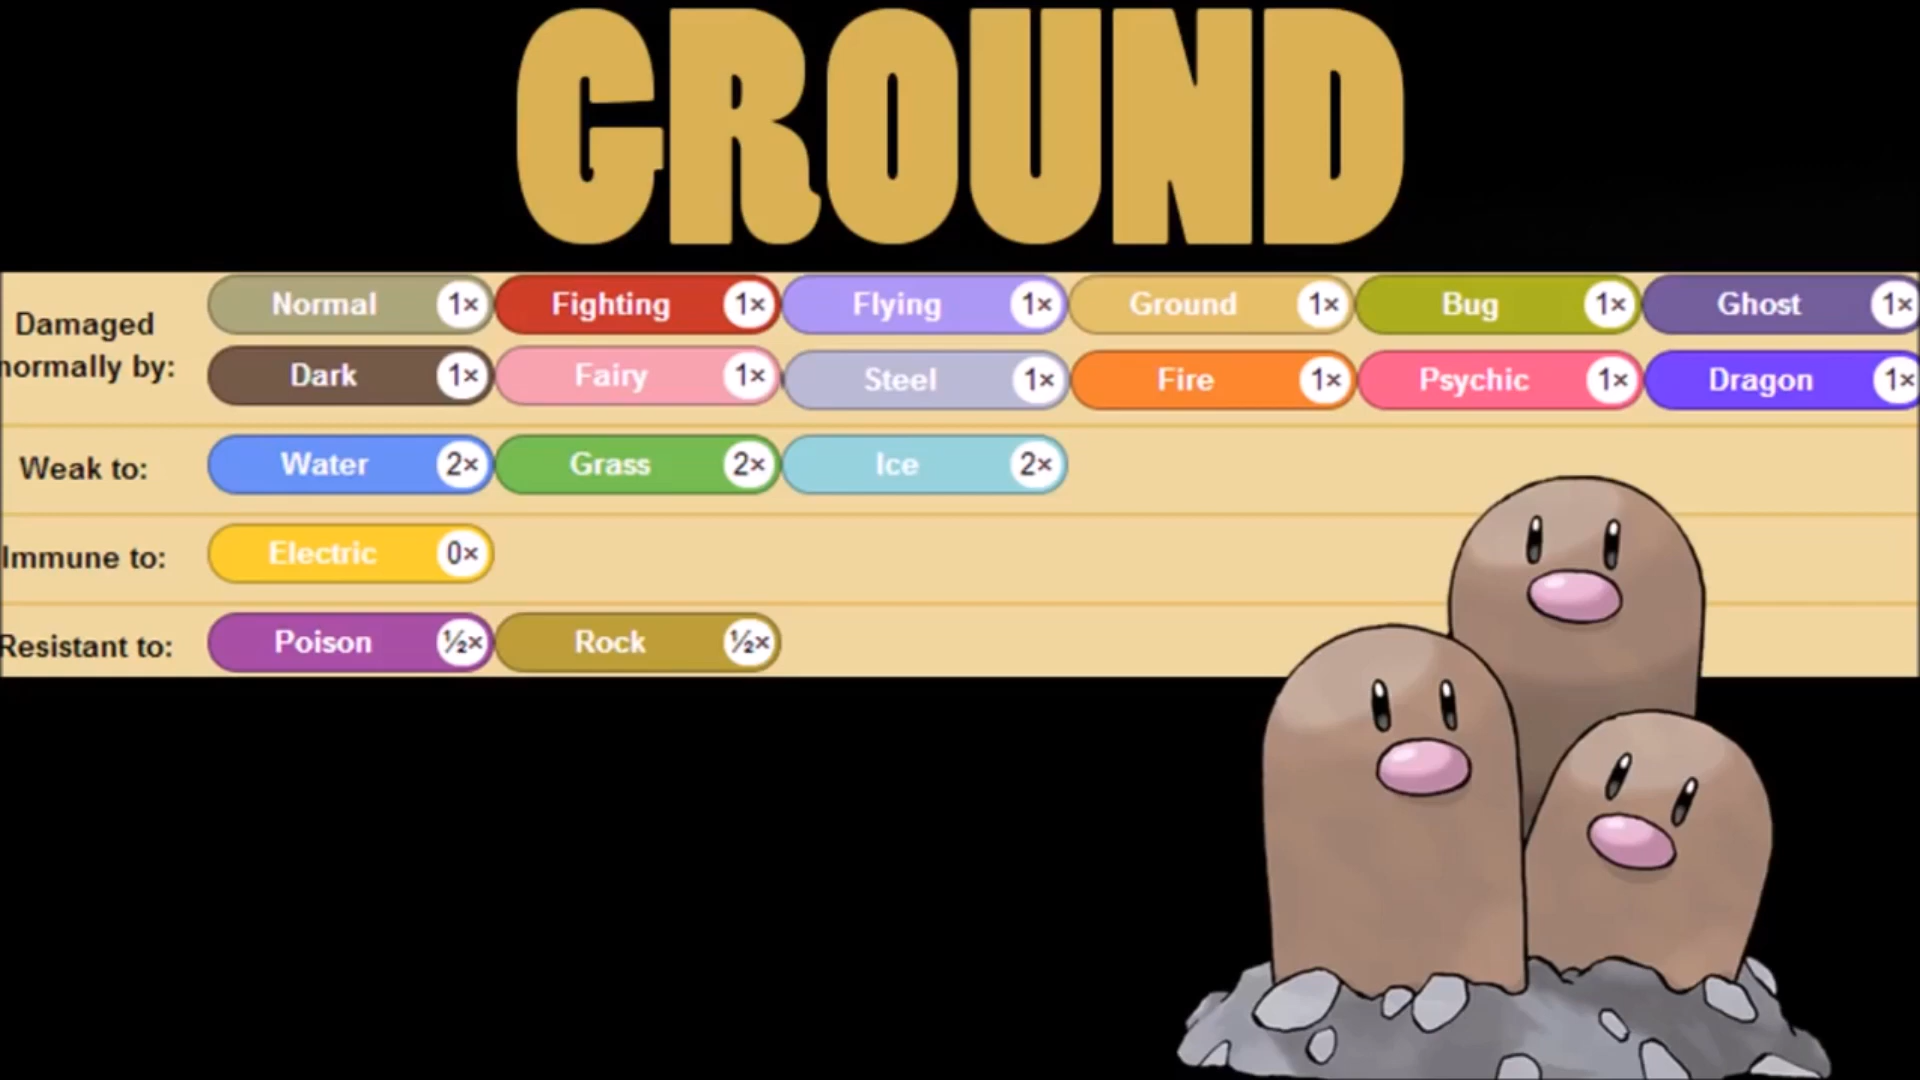 GROUND
Damaged
normally by:
Normal 1× Fighting 1× Flying 1× Ground 1× Bug 1× Ghost 1×
Dark 1× Fairy 1× Steel 1× Fire 1× Psychic 1× Dragon 1×
Weak to: Water 2× Grass 2× Ice 2×
Immune to: Electric 0×
Resistant to: Poison ½× Rock ½×